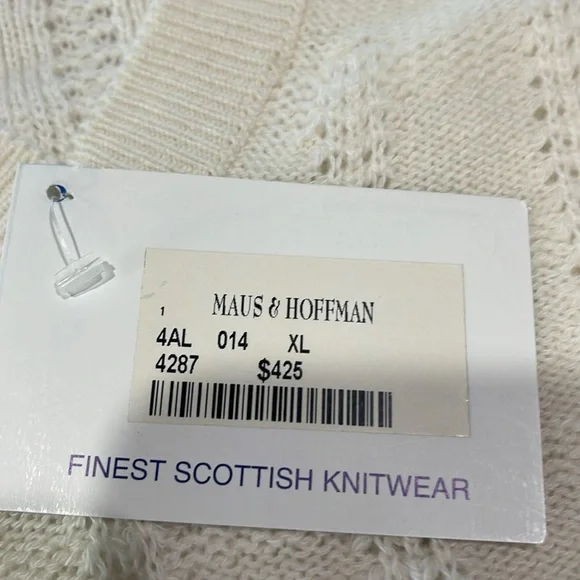 MAUS & HOFFMAN
1
4AL 014 XL
4287 $425
FINEST SCOTTISH KNITWEAR